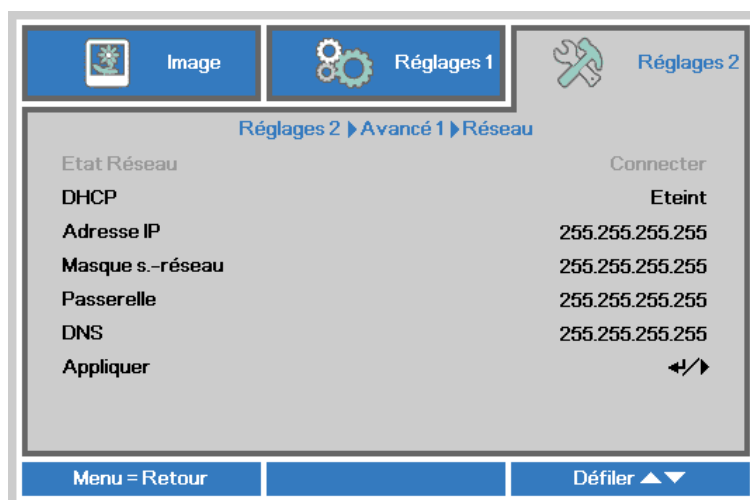 Image
Réglages 1
Réglages 2
Réglages 2 ▶ Avancé 1 ▶ Réseau
Etat Réseau Connecter
DHCP Eteint
Adresse IP 255.255.255.255
Masque s.-réseau 255.255.255.255
Passerelle 255.255.255.255
DNS 255.255.255.255
Appliquer ↵/▶
Menu = Retour
Défiler ▲▼